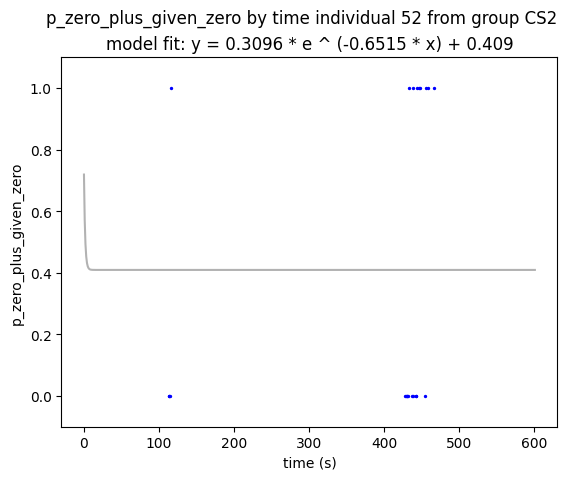 p_zero_plus_given_zero by time individual 52 from group CS2
model fit: y = 0.3096 * e ^ (-0.6515 * x) + 0.409
1.0
0.8
0.6
0.4
0.2
0.0
p_zero_plus_given_zero
0 100 200 300 400 500 600
time (s)